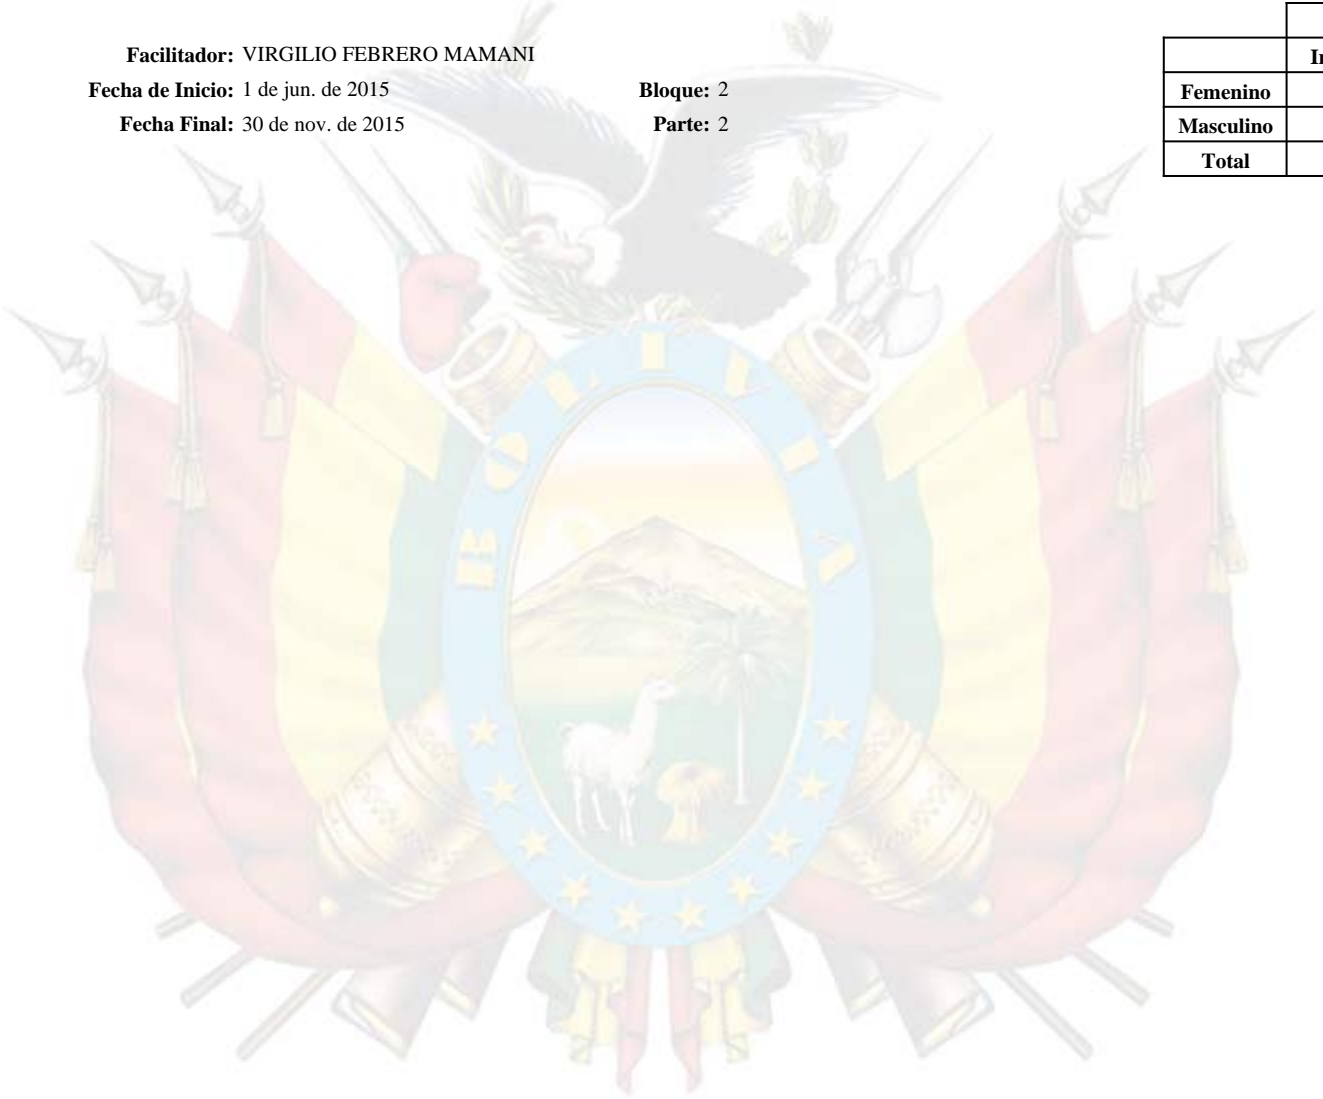 Facilitador: VIRGILIO FEBRERO MAMANI
Fecha de Inicio: 1 de jun. de 2015 Bloque: 2
Fecha Final: 30 de nov. de 2015 Parte: 2
Femenino
Masculino
Total
BOLIVIA